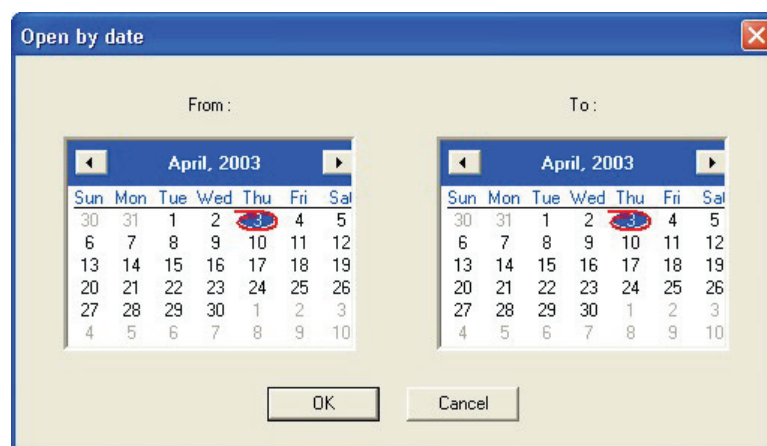 Open by date
From :
To :
April, 2003
April, 2003
Sun Mon Tue Wed Thu Fri Sat
30 31 1 2 3 4 5
6 7 8 9 10 11 12
13 14 15 16 17 18 19
20 21 22 23 24 25 26
27 28 29 30 1 2 3
4 5 6 7 8 9 10
Sun Mon Tue Wed Thu Fri Sat
30 31 1 2 3 4 5
6 7 8 9 10 11 12
13 14 15 16 17 18 19
20 21 22 23 24 25 26
27 28 29 30 1 2 3
4 5 6 7 8 9 10
OK
Cancel